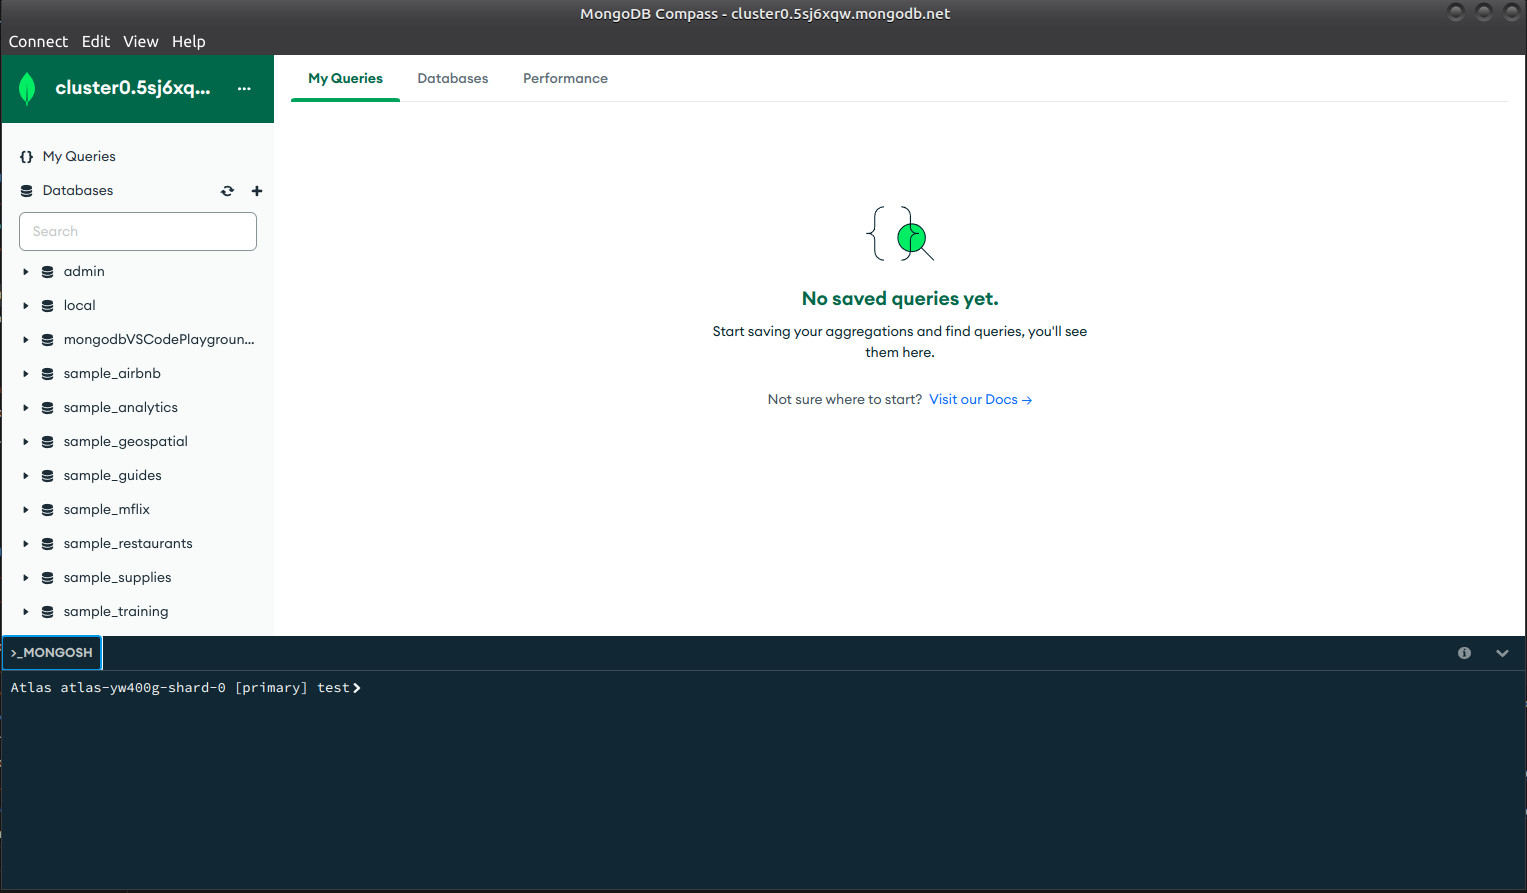 MongoDB Compass - cluster0.5sj6xqw.mongodb.net
Connect Edit View Help
cluster0.5sj6xq... ...
My Queries Databases Performance
{} My Queries
Databases
Search
admin
local
mongodbVSCodePlaygroun...
sample_airbnb
sample_analytics
sample_geospatial
sample_guides
sample_mflix
sample_restaurants
sample_supplies
sample_training
No saved queries yet.
Start saving your aggregations and find queries, you'll see
them here.
Not sure where to start? Visit our Docs →
>_MONGOSH
Atlas atlas-yw400g-shard-0 [primary] test>